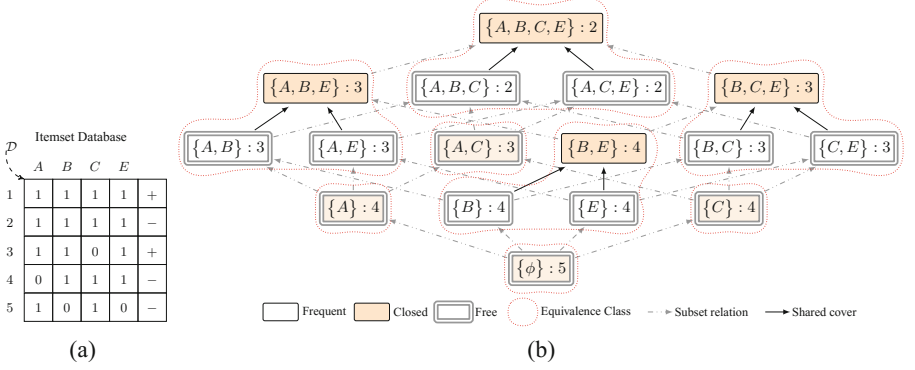 {A, B, C, E} : 2
{A, B, E} : 3
{A, B, C} : 2
{A, C, E} : 2
{B, C, E} : 3
Itemset Database
𝒟
{A, B} : 3
{A, E} : 3
{A, C} : 3
{B, E} : 4
{B, C} : 3
{C, E} : 3
A B C E
1 1 1 1 1 +
2 1 1 1 1 −
3 1 1 0 1 +
4 0 1 1 1 −
5 1 0 1 0 −
{A} : 4
{B} : 4
{E} : 4
{C} : 4
{ϕ} : 5
Frequent Closed Free Equivalence Class Subset relation Shared cover
(a)
(b)